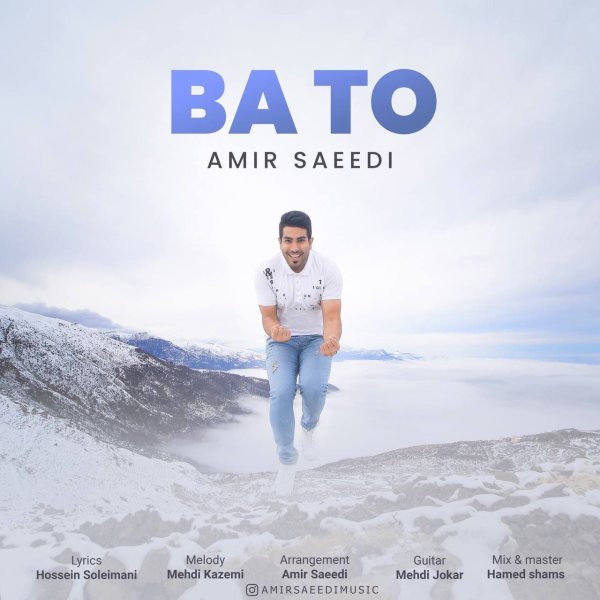 BA TO
AMIR SAEEDI
Lyrics Melody Arrangement Guitar Mix & master
Hossein Soleimani Mehdi Kazemi Amir Saeedi Mehdi Jokar Hamed shams
AMIRSAEEDIMUSIC